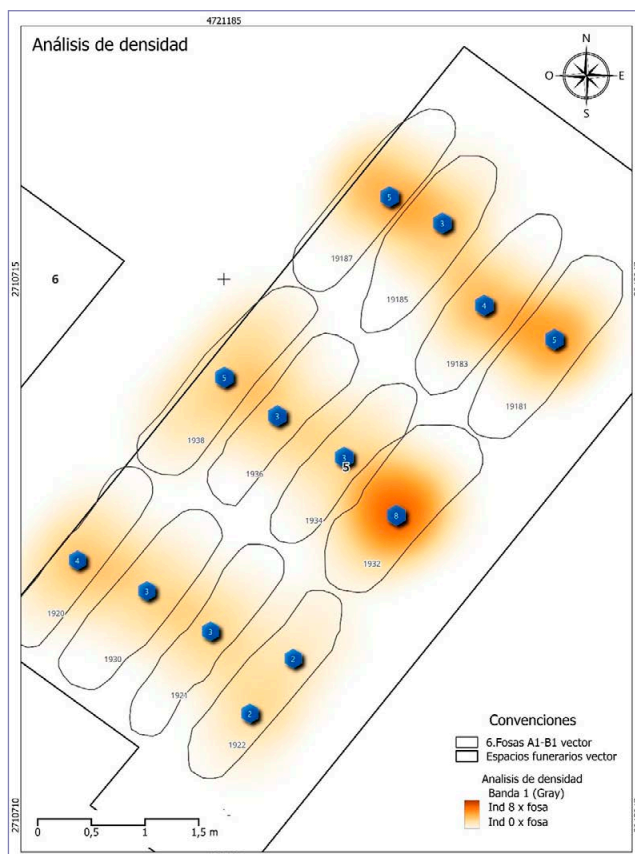 4721185
Análisis de densidad
N
O
E
S
2710715
6
5
3
19187
4
19185
5
19183
19181
5
3
1938
3
5
1936
8
1934
1932
4
3
1920
3
2
1930
1921
2
1922
Convenciones
6.Fosas A1-B1 vector
Espacios funerarios vector
Analisis de densidad
Banda 1 (Gray)
Ind 8 x fosa
Ind 0 x fosa
2710710
0 0,5 1 1,5 m